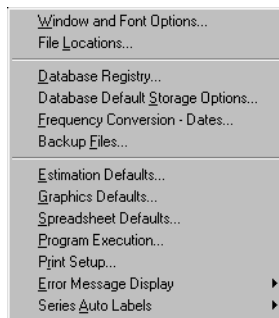 Window and Font Options...
File Locations...
Database Registry...
Database Default Storage Options...
Frequency Conversion - Dates...
Backup Files...
Estimation Defaults...
Graphics Defaults...
Spreadsheet Defaults...
Program Execution...
Print Setup...
Error Message Display
Series Auto Labels